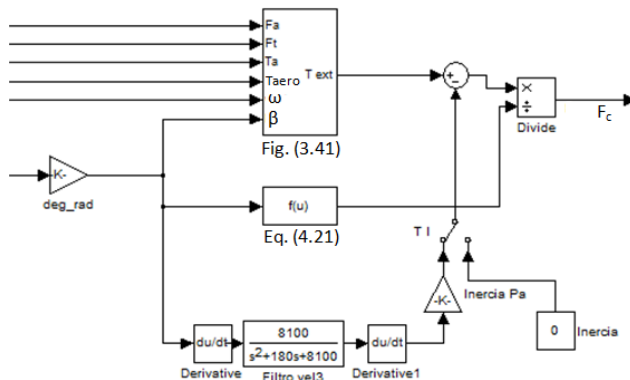 Fa
Ft
Ta
Taero
ω
β
T ext
Fig. (3.41)
+
-
×
÷
Divide
Fc
-K-
deg_rad
f(u)
Eq. (4.21)
T I
-K-
Inercia Pa
0
Inercia
du/dt
Derivative
8100
s²+180s+8100
Filtro vel3
du/dt
Derivative1